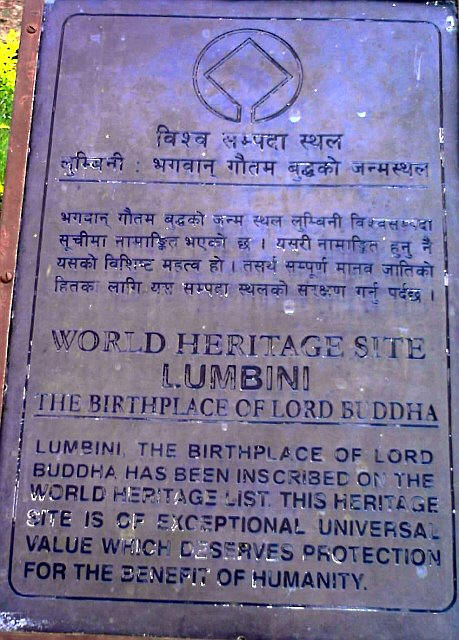 विश्व सम्पदा स्थल
लुम्बिनी : भगवान् गौतम बुद्धको जन्मस्थल
भगवान् गौतम बुद्धको जन्म स्थल लुम्बिनी विश्वसम्पदा
सूचीमा नामाङ्कित भएको छ । यसरी नामाङ्कित हुनु नै
यसको विशिष्ट महत्व हो । तसर्थ सम्पूर्ण मानव जातिको
हितका लागि यस सम्पदा स्थलको संरक्षण गर्नु पर्दछ ।
WORLD HERITAGE SITE
LUMBINI
THE BIRTHPLACE OF LORD BUDDHA
LUMBINI, THE BIRTHPLACE OF LORD
BUDDHA HAS BEEN INSCRIBED ON THE
WORLD HERITAGE LIST. THIS HERITAGE
SITE IS OF EXCEPTIONAL UNIVERSAL
VALUE WHICH DESERVES PROTECTION
FOR THE BENEFIT OF HUMANITY.